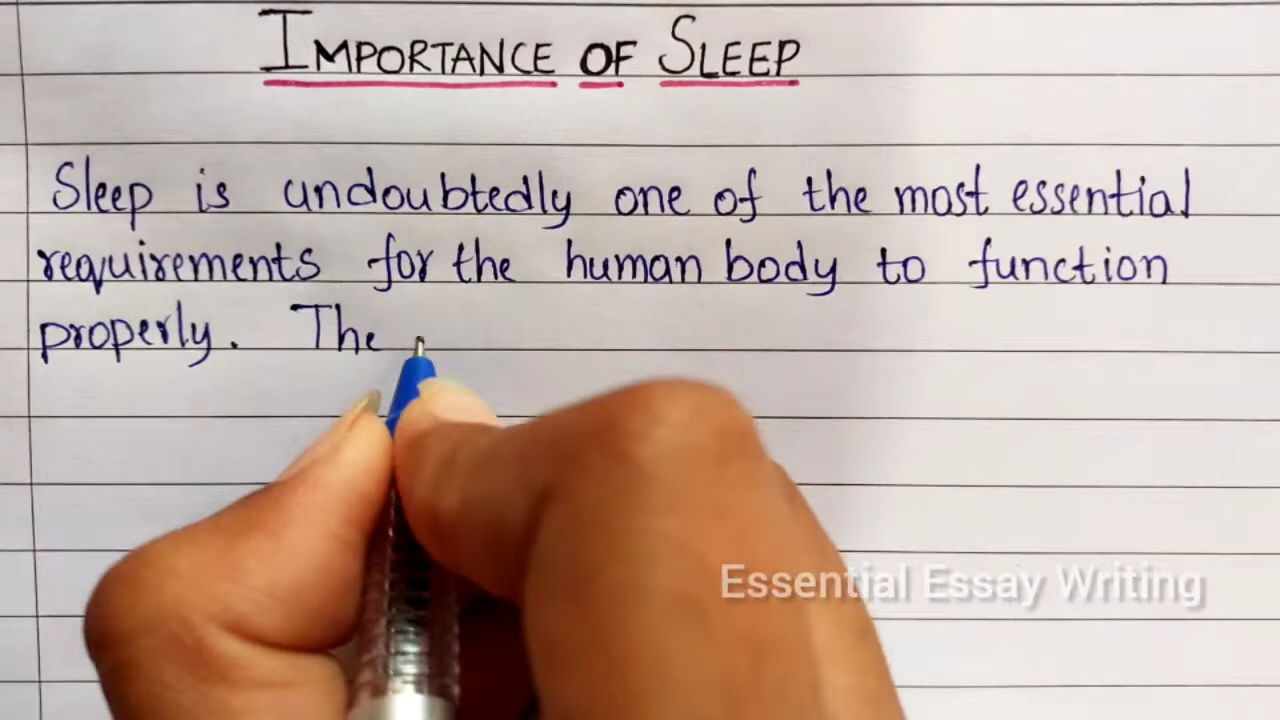 IMPORTANCE OF SLEEP
Sleep is undoubtedly one of the most essential
requirements for the human body to function
properly. The
Essential Essay Writing